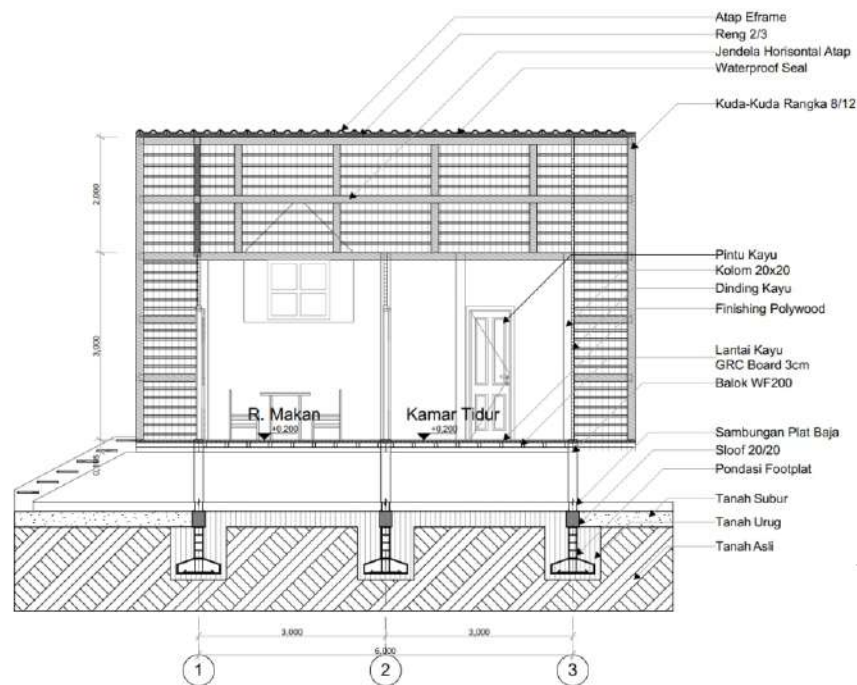 Atap Eframe
Reng 2/3
Jendela Horisontal Atap
Waterproof Seal
Kuda-Kuda Rangka 8/12
2,000
Pintu Kayu
Kolom 20x20
Dinding Kayu
Finishing Polywood
3,000
Lantai Kayu
GRC Board 3cm
Balok WF200
R. Makan
+0.200
Kamar Tidur
+0.200
Sambungan Plat Baja
Sloof 20/20
Pondasi Footplat
Tanah Subur
Tanah Urug
Tanah Asli
3,000
3,000
6,000
1
2
3